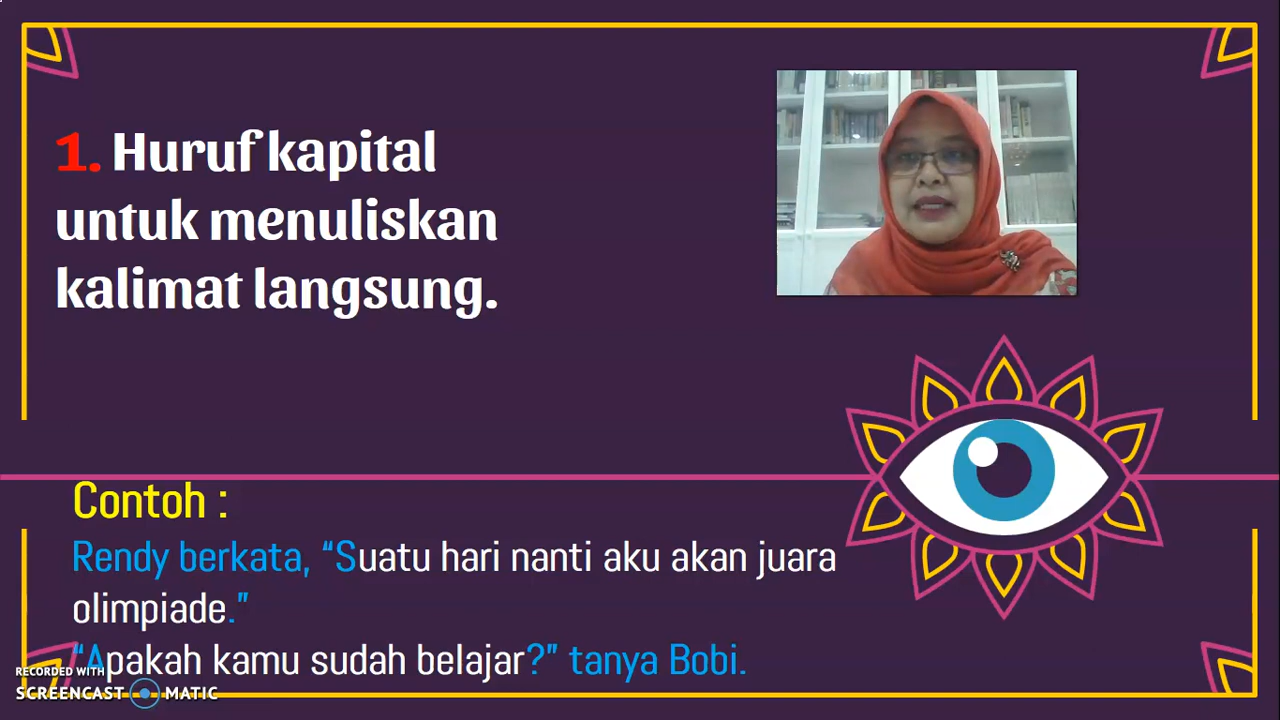 1. Huruf kapital
untuk menuliskan
kalimat langsung.
Contoh :
Rendy berkata, “Suatu hari nanti aku akan juara
olimpiade.”
“Apakah kamu sudah belajar?” tanya Bobi.
RECORDED WITH
SCREENCAST MATIC